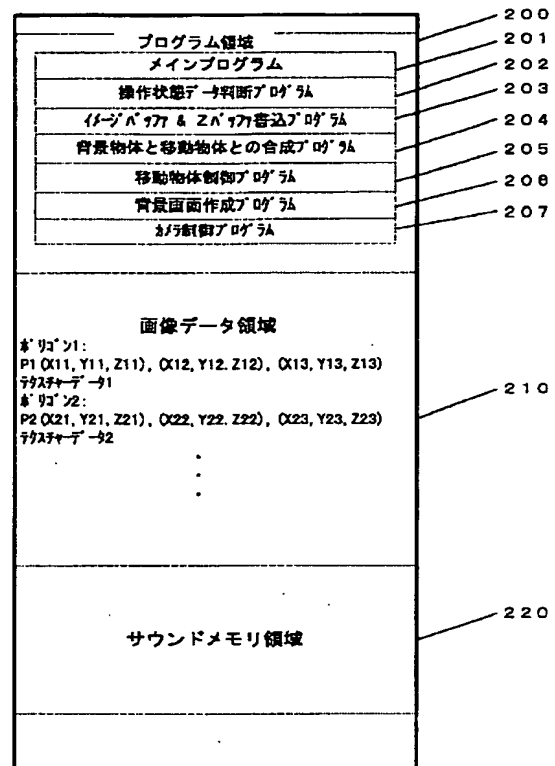 プログラム領域
200
メインプログラム
201
操作状態データ判断プログラム
202
イメージバッファ & Zバッファ書込プログラム
203
背景物体と移動物体との合成プログラム
204
移動物体制御プログラム
205
背景画面作成プログラム
206
カメラ制御プログラム
207
画像データ領域
ポリゴン1:
P1 (X11, Y11, Z11), (X12, Y12. Z12), (X13, Y13, Z13)
テクスチャーデータ1
ポリゴン2:
P2 (X21, Y21, Z21), (X22, Y22. Z22), (X23, Y23, Z23)
テクスチャーデータ2
210
サウンドメモリ領域
220